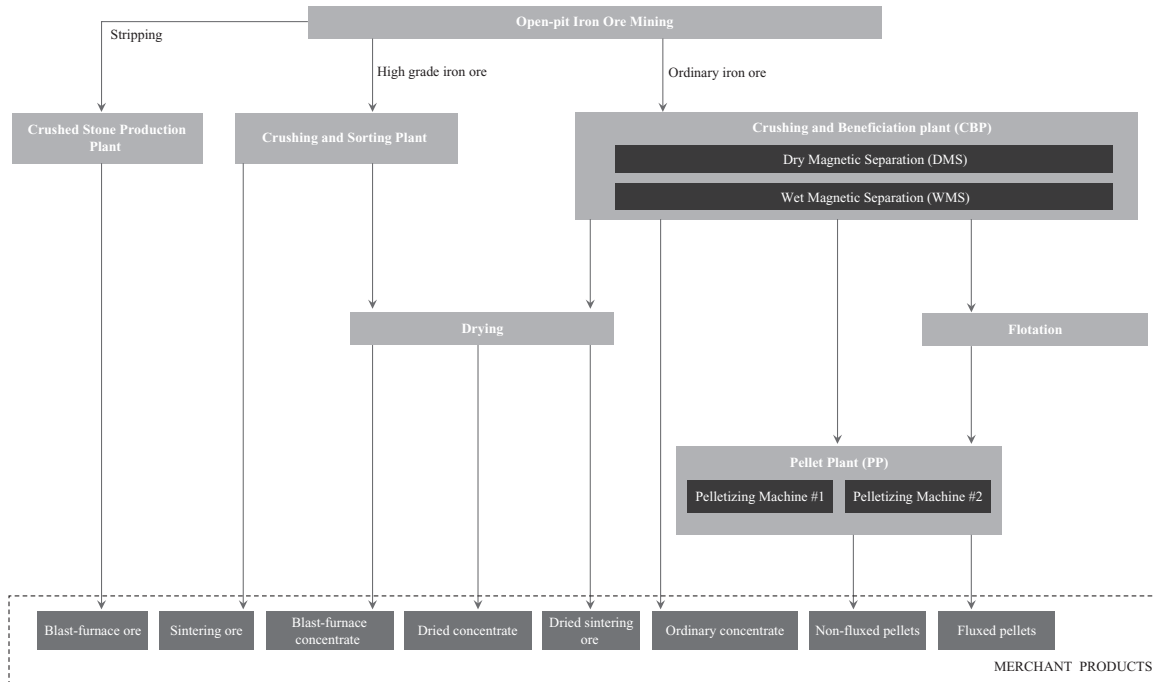 Open-pit Iron Ore Mining
Stripping
High grade iron ore
Ordinary iron ore
Crushed Stone Production
Plant
Crushing and Sorting Plant
Crushing and Beneficiation plant (CBP)
Dry Magnetic Separation (DMS)
Wet Magnetic Separation (WMS)
Drying
Flotation
Pellet Plant (PP)
Pelletizing Machine #1
Pelletizing Machine #2
Blast-furnace ore
Sintering ore
Blast-furnace
concentrate
Dried concentrate
Dried sintering
ore
Ordinary concentrate
Non-fluxed pellets
Fluxed pellets
MERCHANT PRODUCTS